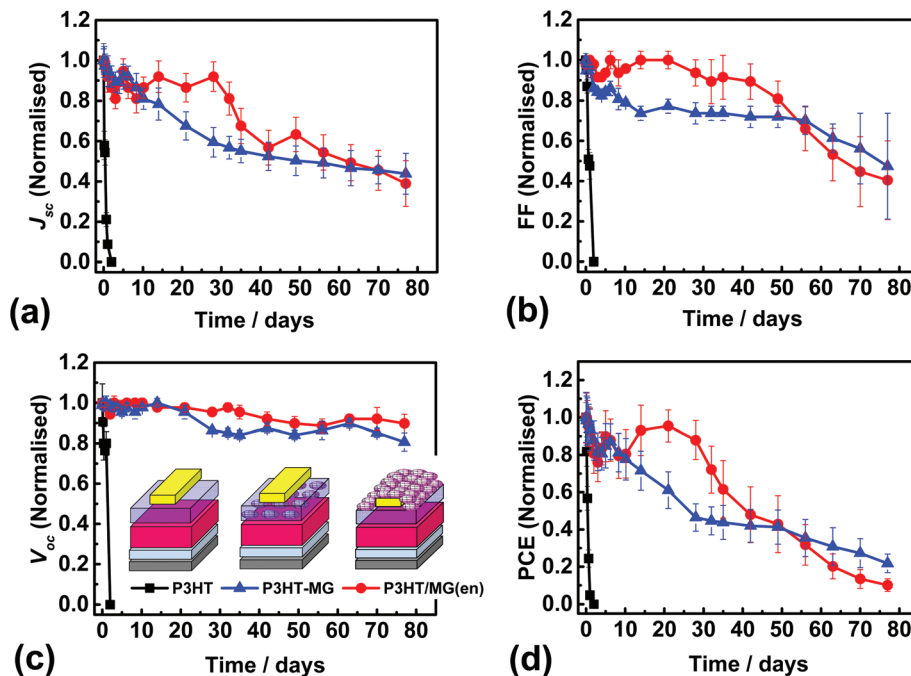 1.2
1.0
0.8
0.6
0.4
0.2
0.0
Jsc (Normalised)
0 10 20 30 40 50 60 70 80
Time / days
(a)
1.2
1.0
0.8
0.6
0.4
0.2
0.0
FF (Normalised)
0 10 20 30 40 50 60 70 80
Time / days
(b)
1.2
1.0
0.8
0.6
0.4
0.2
0.0
Voc (Normalised)
P3HT P3HT-MG P3HT/MG(en)
0 10 20 30 40 50 60 70 80
Time / days
(c)
1.2
1.0
0.8
0.6
0.4
0.2
0.0
PCE (Normalised)
0 10 20 30 40 50 60 70 80
Time / days
(d)